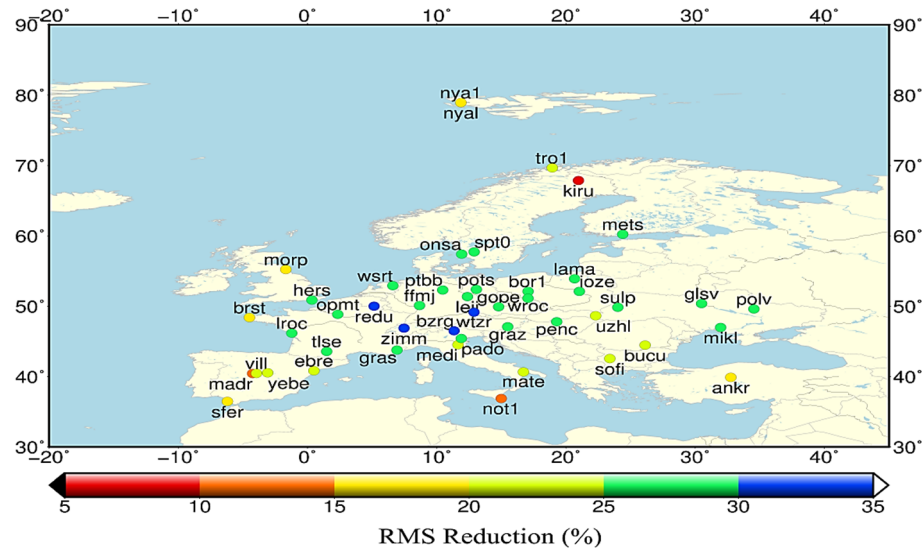 −20° −10° 0° 10° 20° 30° 40°
90° 90°
80° 80°
nya1
nyal
70° 70°
tro1
kiru
60° 60°
mets
onsa spt0
morp
lama
wsrt ptbb pots bor1 joze
hers ffmj leij gope wroc sulp glsv polv
50° 50°
brst opmt redu bzrg wtzr uzhl
lroc zimm graz penc mikl
tlse gras medi pado bucu
vill ebre sofi
40° 40°
madr yebe mate ankr
sfer not1
30° 30°
−20° −10° 0° 10° 20° 30° 40°
5 10 15 20 25 30 35
RMS Reduction (%)